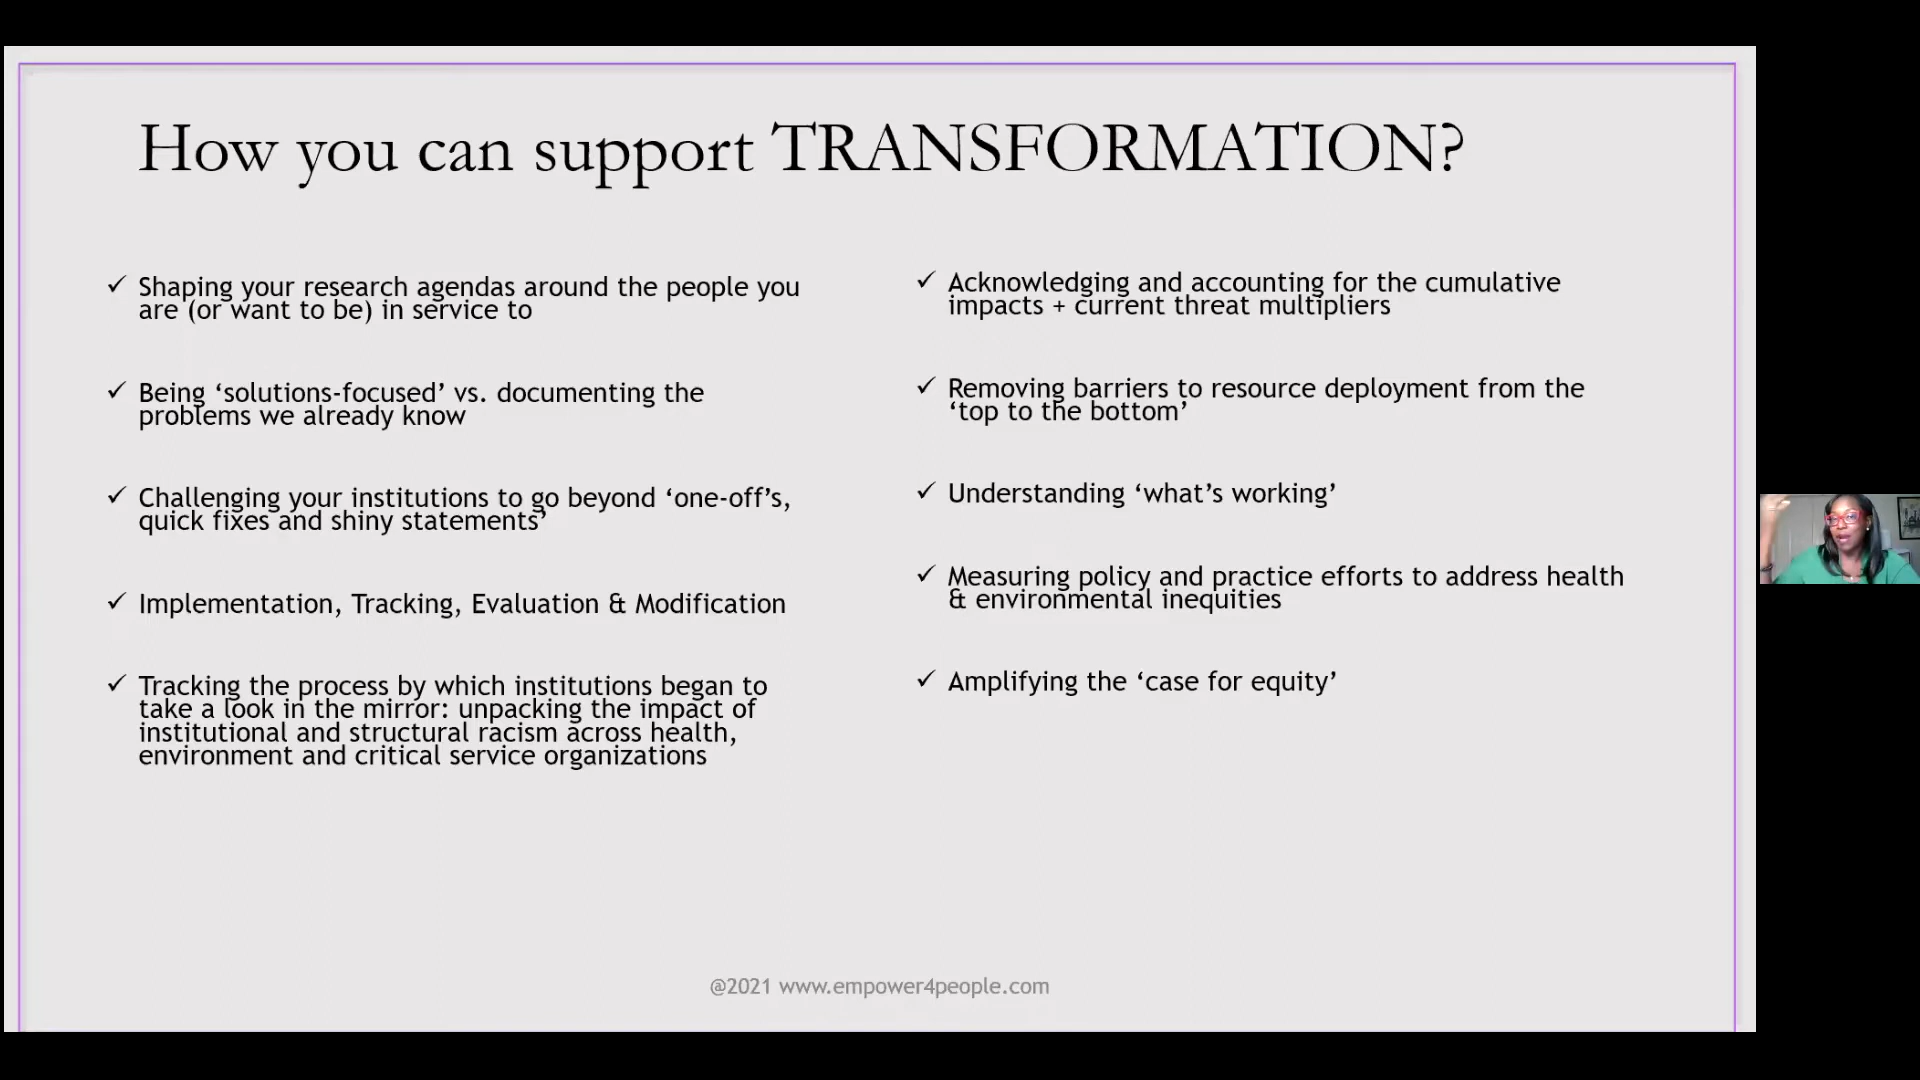 How you can support TRANSFORMATION?
✓ Shaping your research agendas around the people you
are (or want to be) in service to
✓ Being ‘solutions-focused’ vs. documenting the
problems we already know
✓ Challenging your institutions to go beyond ‘one-off’s,
quick fixes and shiny statements’
✓ Implementation, Tracking, Evaluation & Modification
✓ Tracking the process by which institutions began to
take a look in the mirror: unpacking the impact of
institutional and structural racism across health,
environment and critical service organizations
✓ Acknowledging and accounting for the cumulative
impacts + current threat multipliers
✓ Removing barriers to resource deployment from the
‘top to the bottom’
✓ Understanding ‘what’s working’
✓ Measuring policy and practice efforts to address health
& environmental inequities
✓ Amplifying the ‘case for equity’
@2021 www.empower4people.com